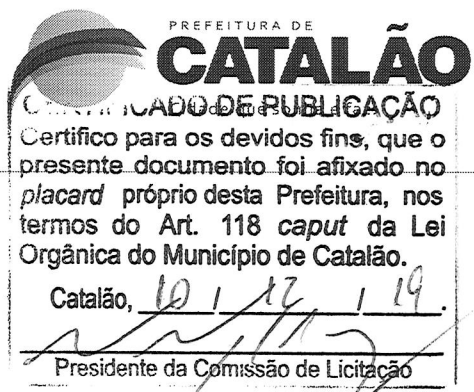 PREFEITURA DE
CATALÃO
CERTIFICADO DE PUBLICAÇÃO
Certifico para os devidos fins, que o
presente documento foi afixado no
placard próprio desta Prefeitura, nos
termos do Art. 118 caput da Lei
Orgânica do Município de Catalão.
Catalão, 10 / 12 / 19.
Presidente da Comissão de Licitação